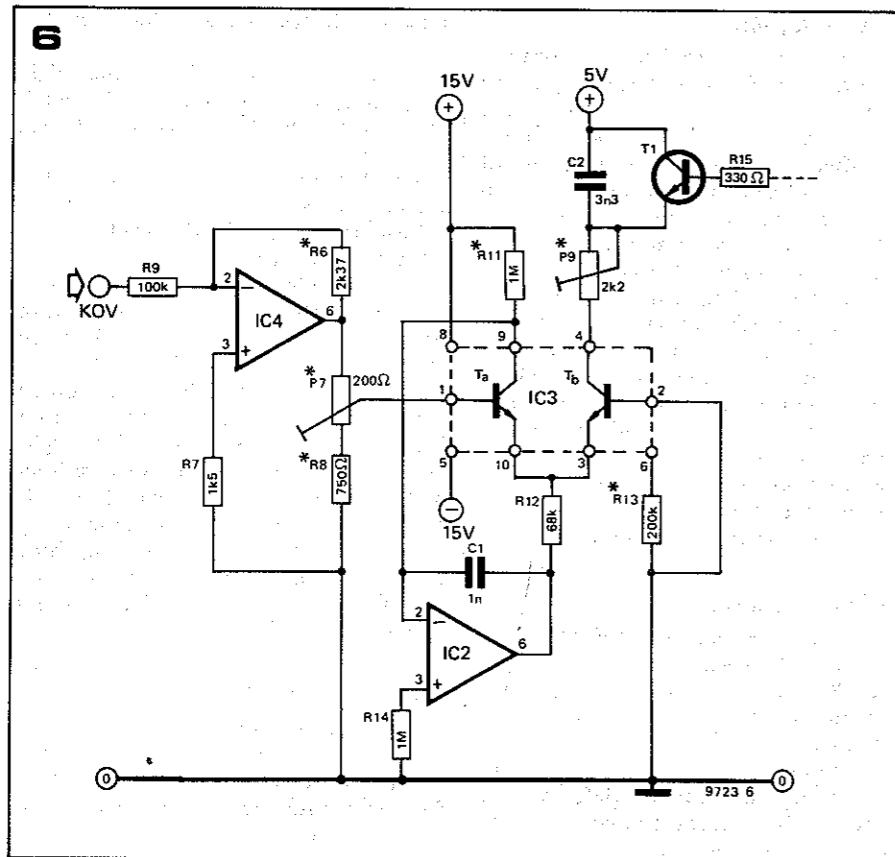 6
15V
+
5V
+
T1
R15
330 Ω
C2
3n3
*R6
2k37
*R11
1M
*P9
2k2
R9
100k
KOV
2
−
6
IC4
3
+
8
9
4
*P7
200Ω
1
Ta
IC3
Tb
2
R7
1k5
*R8
750Ω
5
10
3
6
−
15V
R12
68k
*R13
200k
C1
1n
2
−
IC2
6
3
+
R14
1M
0
0
9723 6